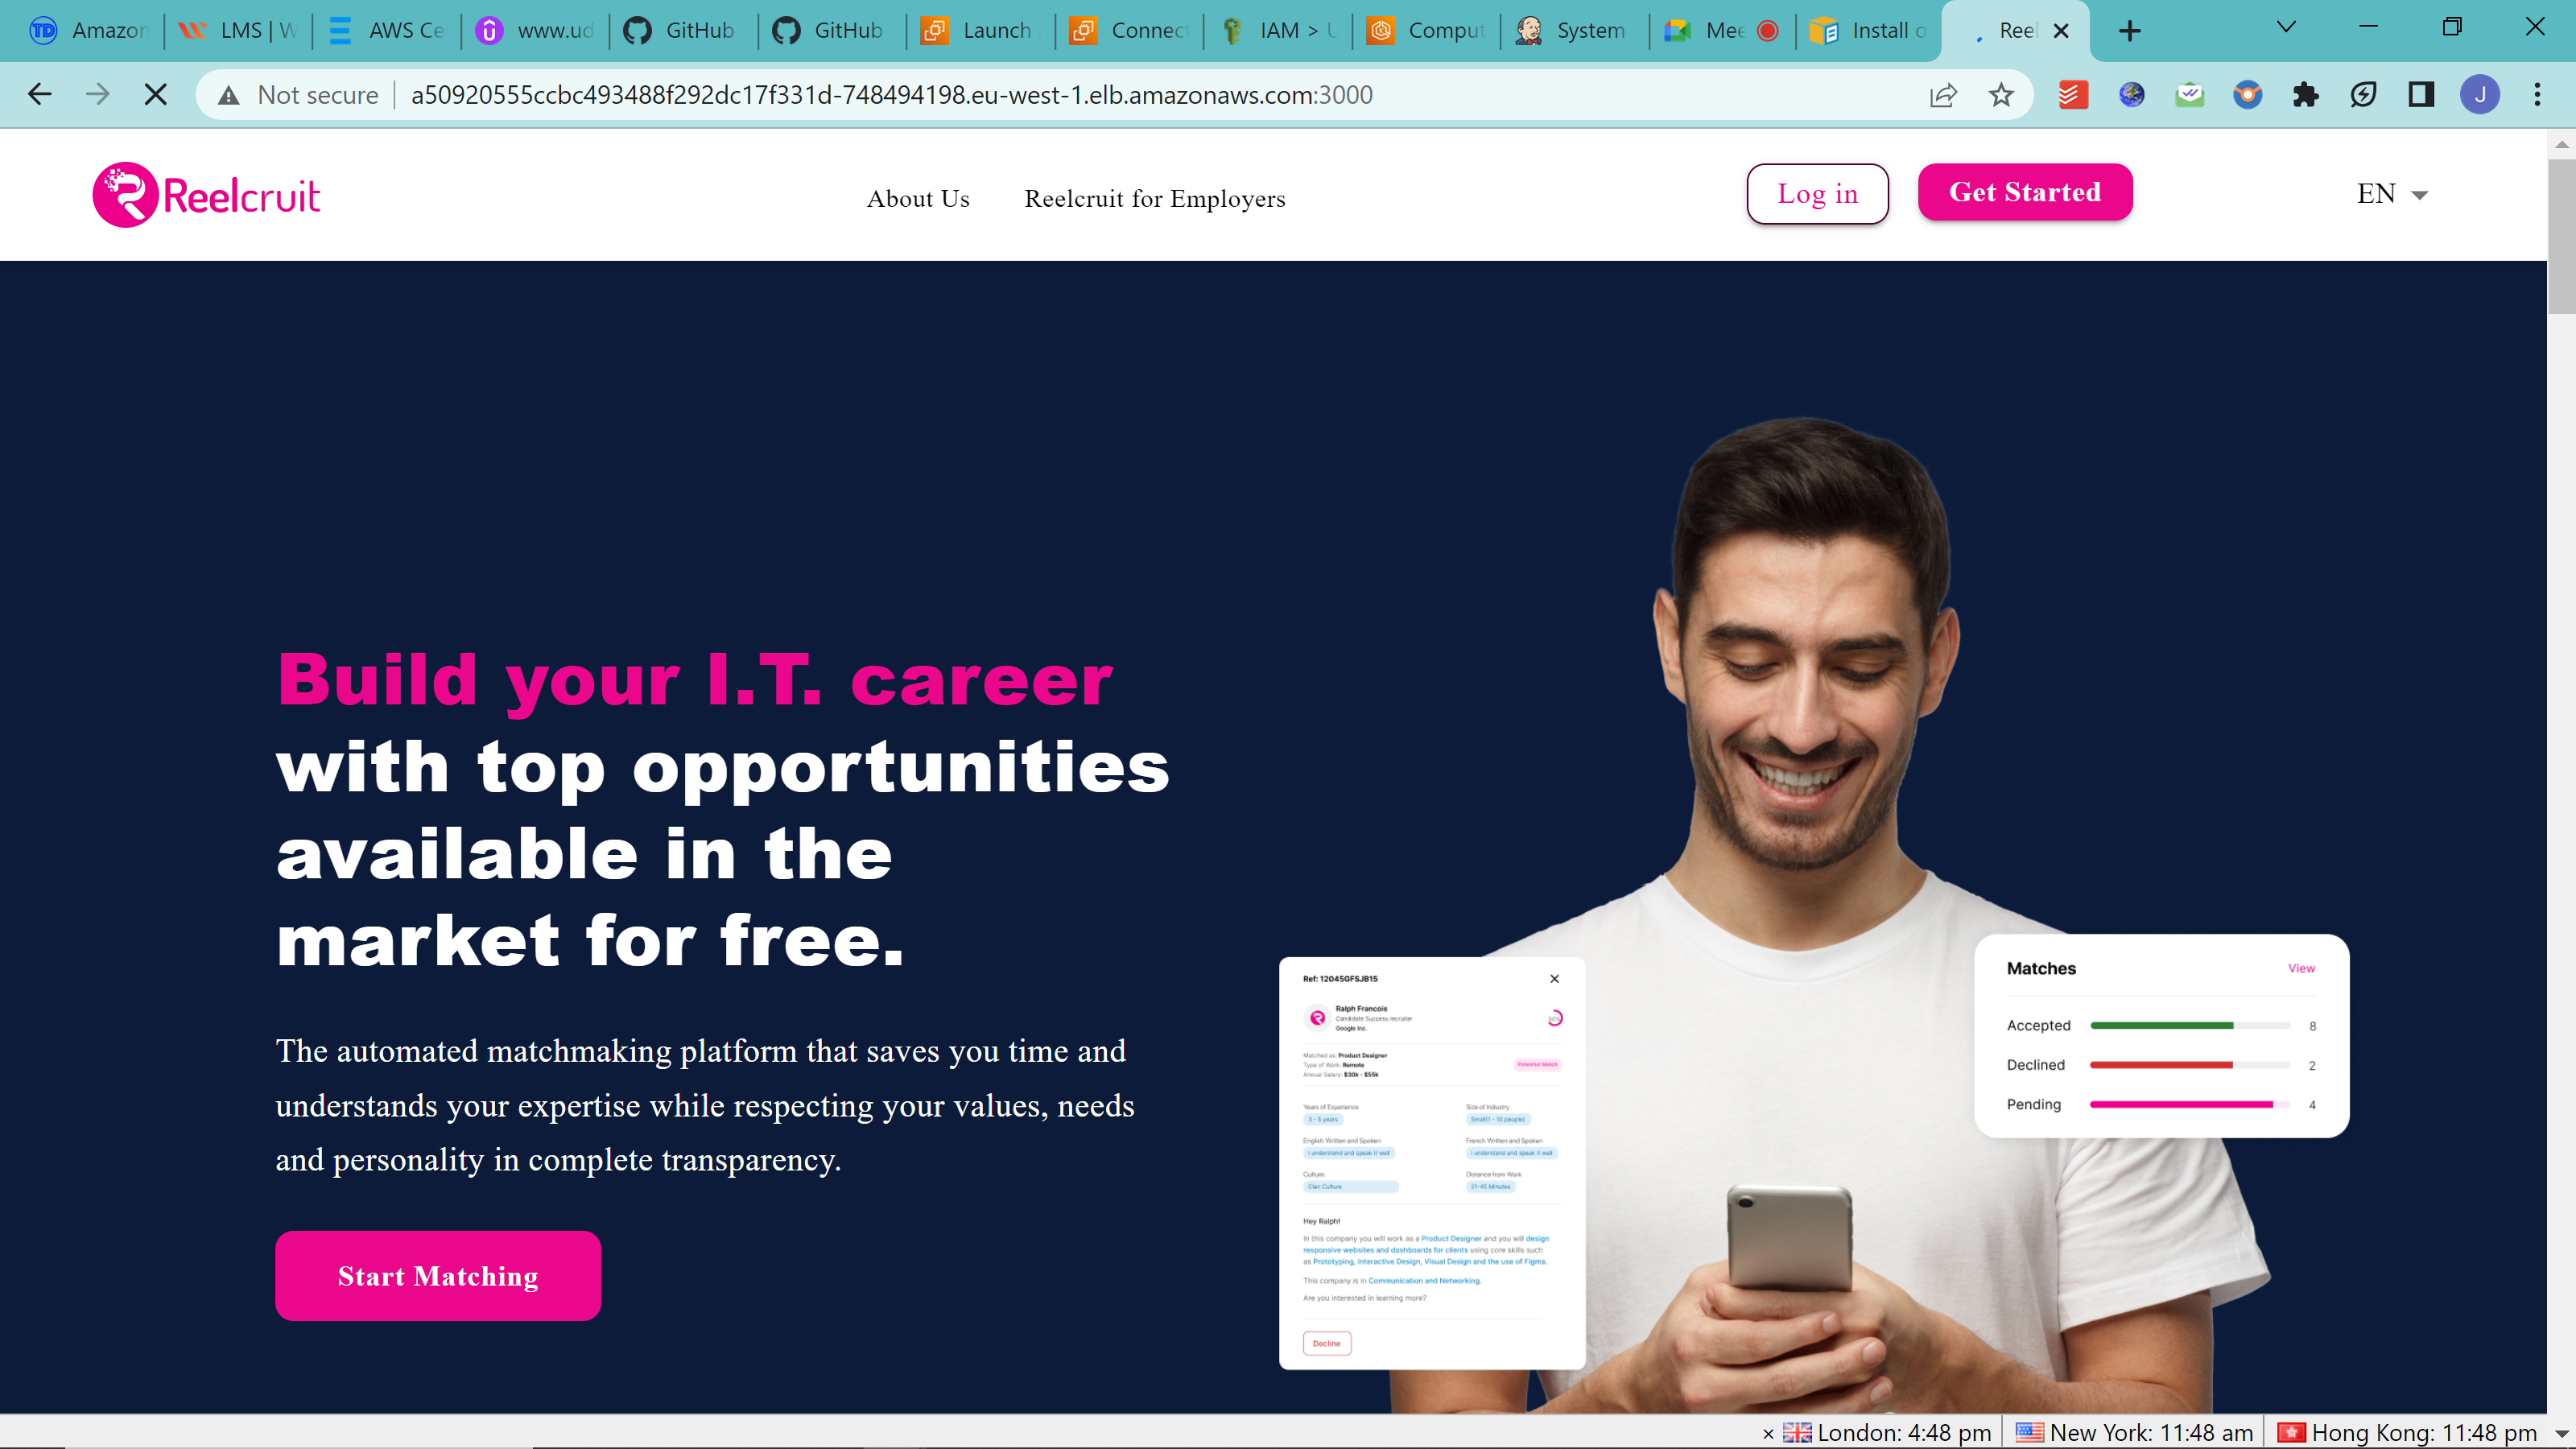 Amazon
LMS | W
AWS Ce
www.ud
GitHub
GitHub
Launch
Connect
IAM > U
Comput
System
Mee
Install o
Reel
Not secure
a50920555ccbc493488f292dc17f331d-748494198.eu-west-1.elb.amazonaws.com:3000
J
Reelcruit
About Us
Reelcruit for Employers
Log in
Get Started
EN
Build your I.T. career
with top opportunities
available in the
market for free.
The automated matchmaking platform that saves you time and
understands your expertise while respecting your values, needs
and personality in complete transparency.
Start Matching
Ref: 12045GFSJB15
Ralph Francois
Candidate Success recruiter
Google Inc.
50%
Matched as: Product Designer
Type of Work: Remote
Annual Salary: $30k - $55k
Potential Match
Years of Experience
3 - 5 years
Size of Industry
Small(1 - 10 people)
English Written and Spoken
I understand and speak it well
French Written and Spoken
I understand and speak it well
Culture:
Clan Culture
Distance from Work
21-45 Minutes
Hey Ralph!
In this company you will work as a Product Designer and you will design
responsive websites and dashboards for clients using core skills such
as Prototyping, Interactive Design, Visual Design and the use of Figma.
This company is in Communication and Networking.
Are you interested in learning more?
Decline
Matches
View
Accepted 8
Declined 2
Pending 4
London: 4:48 pm
New York: 11:48 am
Hong Kong: 11:48 pm